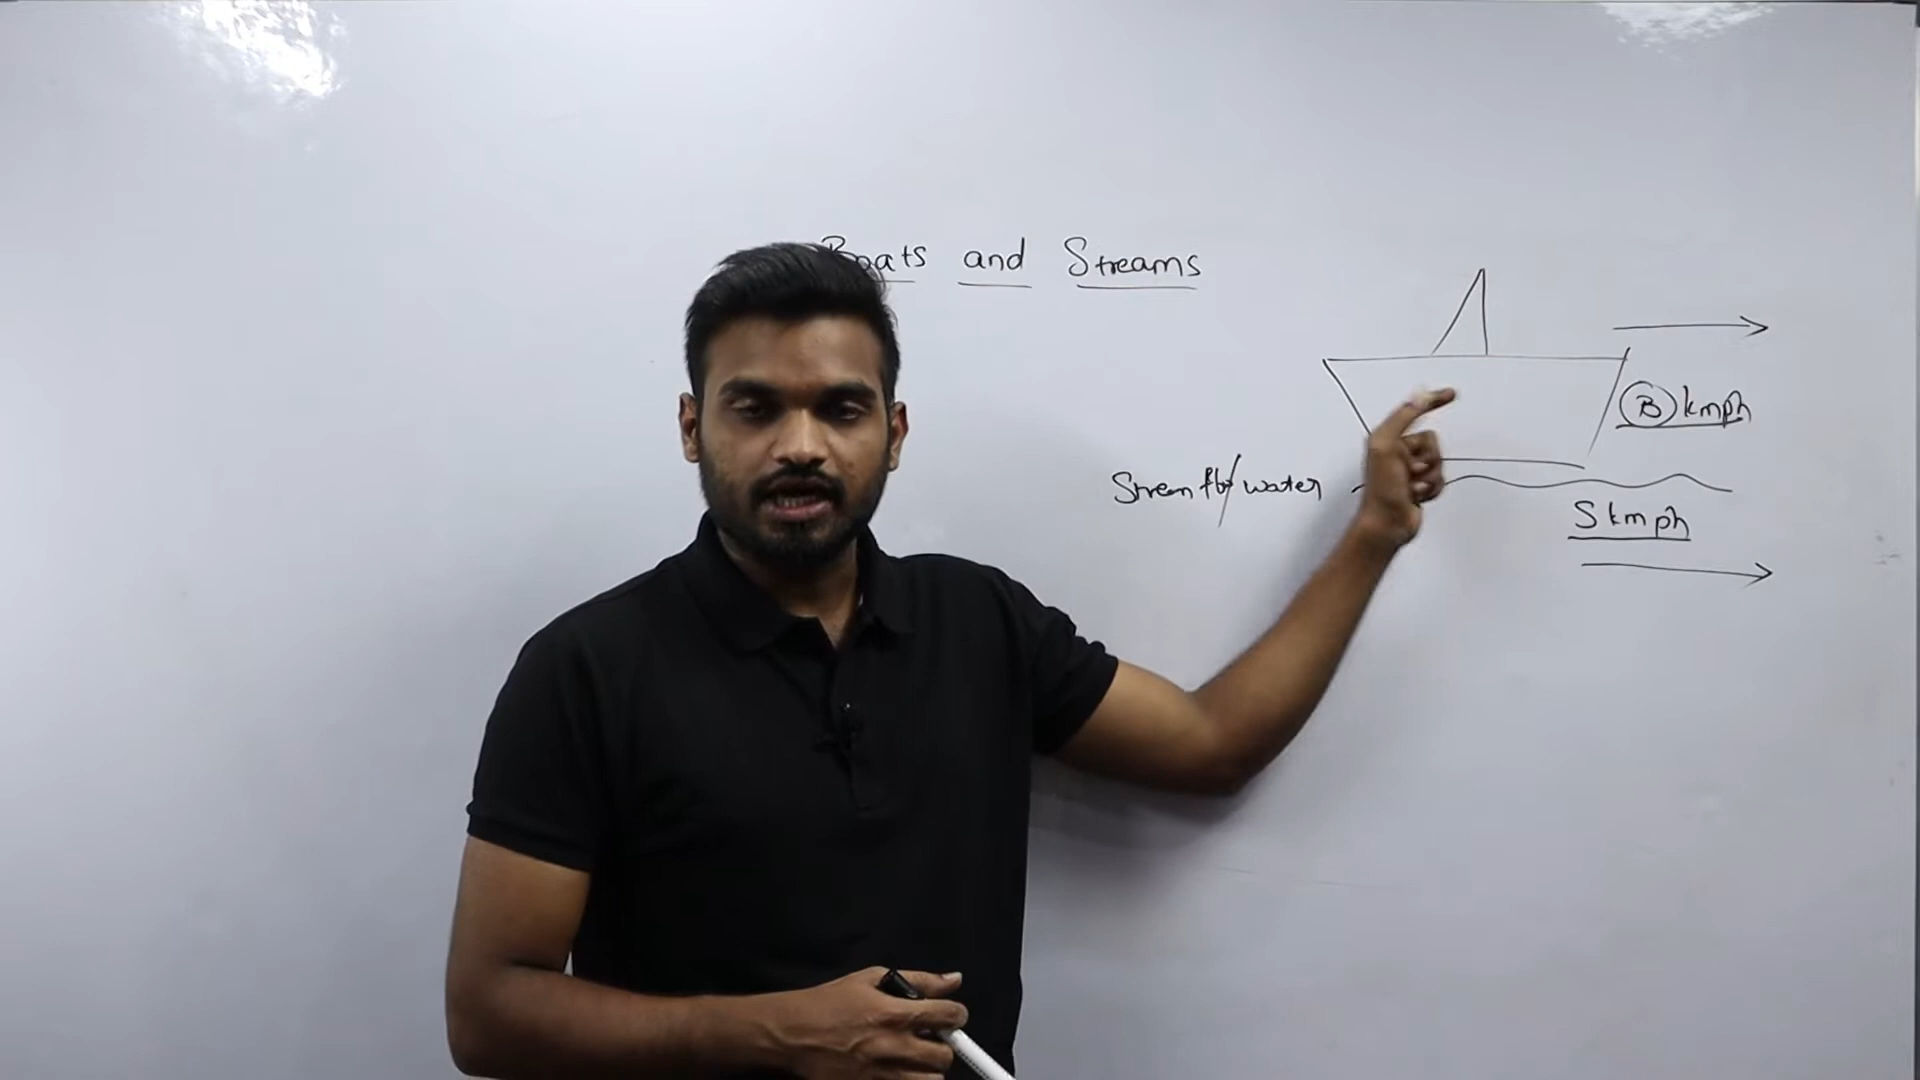 Boats and Streams
B kmph
Stream flow/water
S kmph